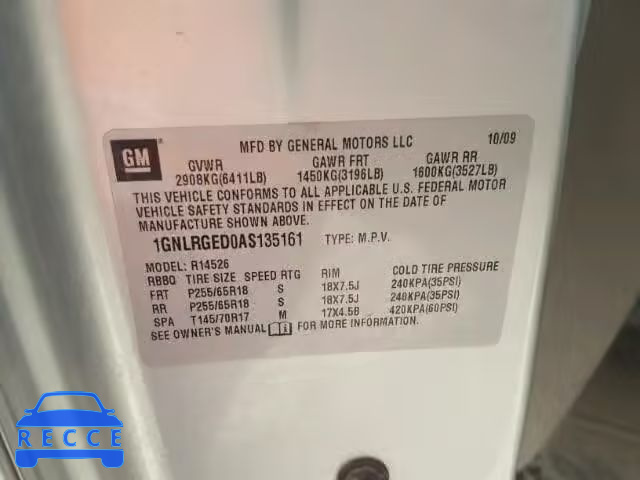 GM
MFD BY GENERAL MOTORS LLC 10/09
GVWR GAWR FRT GAWR RR
2908KG(6411LB) 1450KG(3196LB) 1600KG(3527LB)
THIS VEHICLE CONFORMS TO ALL APPLICABLE U.S. FEDERAL MOTOR
VEHICLE SAFETY STANDARDS IN EFFECT ON THE DATE OF
MANUFACTURE SHOWN ABOVE.
1GNLRGED0AS135161 TYPE: M.P.V.
MODEL: R14526
RBBQ TIRE SIZE SPEED RTG RIM COLD TIRE PRESSURE
FRT P255/65R18 S 18X7.5J 240KPA(35PSI)
RR P255/65R18 S 18X7.5J 240KPA(35PSI)
SPA T145/70R17 M 17X4.5B 420KPA(60PSI)
SEE OWNER'S MANUAL FOR MORE INFORMATION.
RECCE